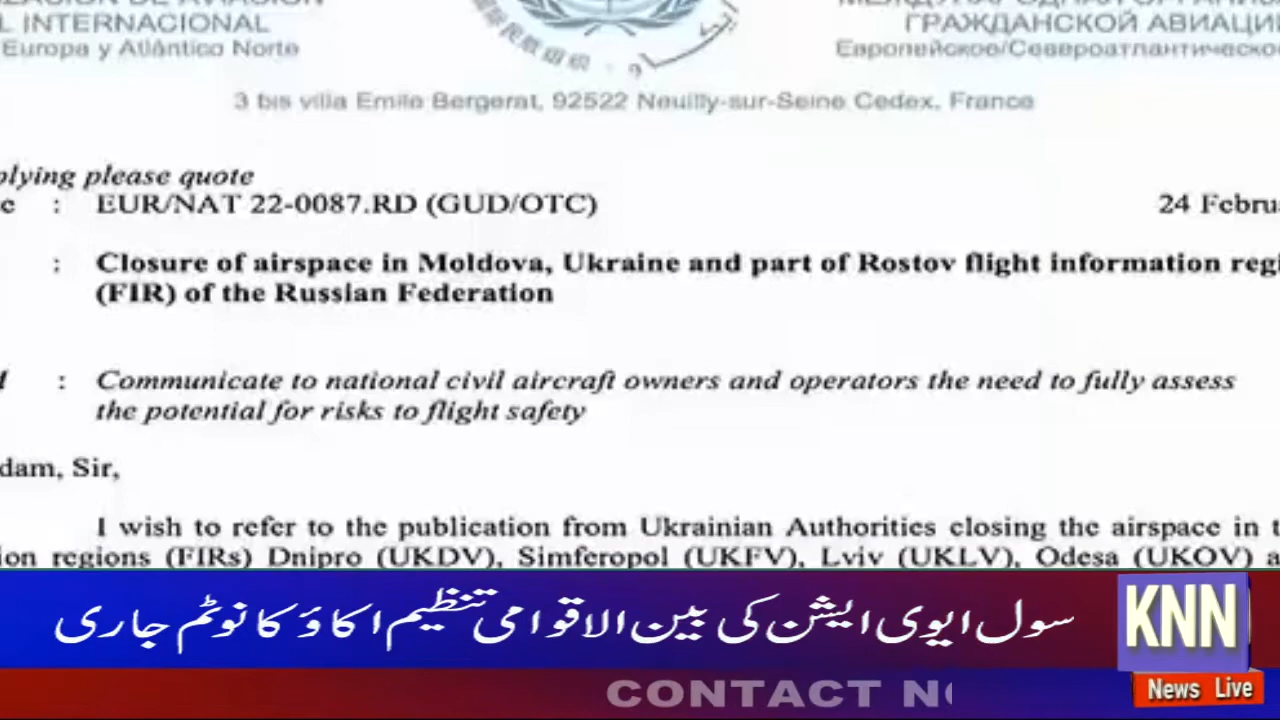 L INTERNACIONAL
ГРАЖДАНСКОЙ АВИАЦИ
Europa y Atlántico Norte
Европейское/Североатлантическо
3 bis villa Emile Bergerat, 92522 Neuilly-sur-Seine Cedex, France
plying please quote
e : EUR/NAT 22-0087.RD (GUD/OTC)
24 Febru
: Closure of airspace in Moldova, Ukraine and part of Rostov flight information regi
(FIR) of the Russian Federation
: Communicate to national civil aircraft owners and operators the need to fully assess
the potential for risks to flight safety
dam, Sir,
I wish to refer to the publication from Ukrainian Authorities closing the airspace in t
ion regions (FIRs) Dnipro (UKDV), Simferopol (UKFV), Lviv (UKLV), Odesa (UKOV) a
سول ایوی ایشن کی بین الاقوامی تنظیم اکاؤ کا نوٹم جاری
KNN
News Live
CONTACT NO